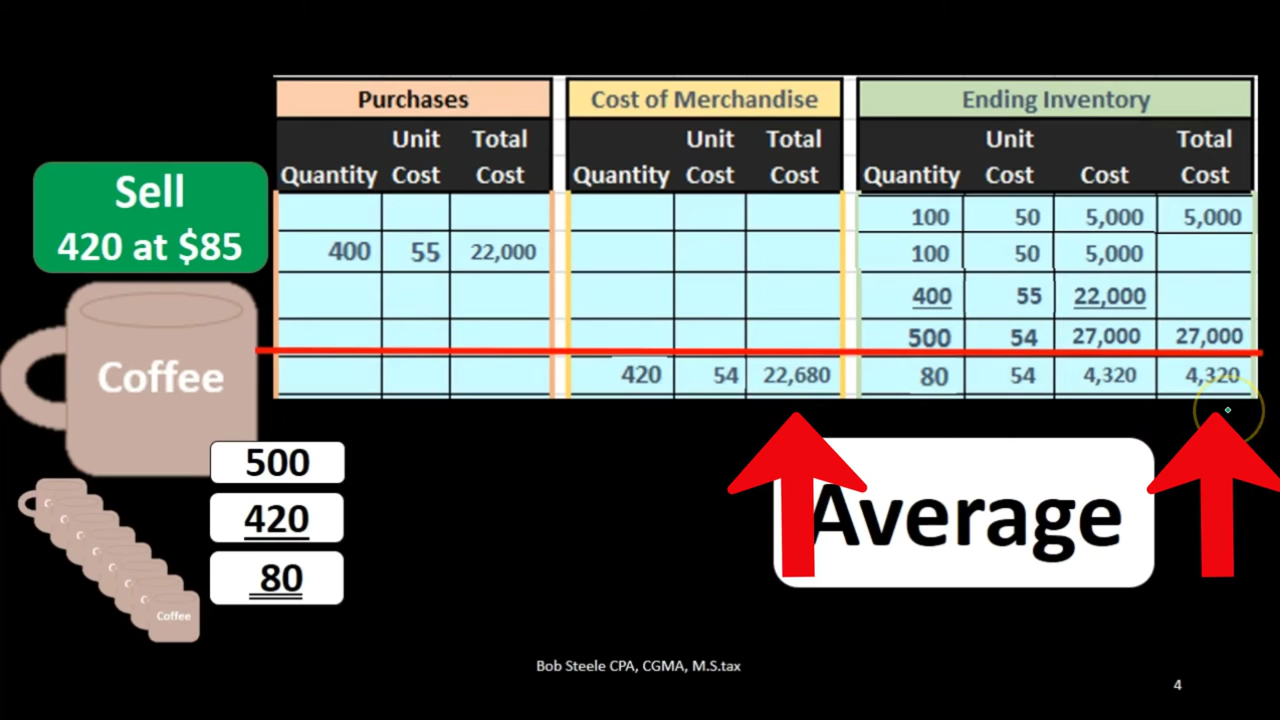 Purchases Cost of Merchandise Ending Inventory
Unit Total Unit Total Unit Total
Quantity Cost Cost Quantity Cost Cost Quantity Cost Cost Cost
Sell
420 at $85
100 50 5,000 5,000
400 55 22,000 100 50 5,000
400 55 22,000
500 54 27,000 27,000
420 54 22,680 80 54 4,320 4,320
Coffee
500
420
80
Average
Coffee
Bob Steele CPA, CGMA, M.S.tax
4